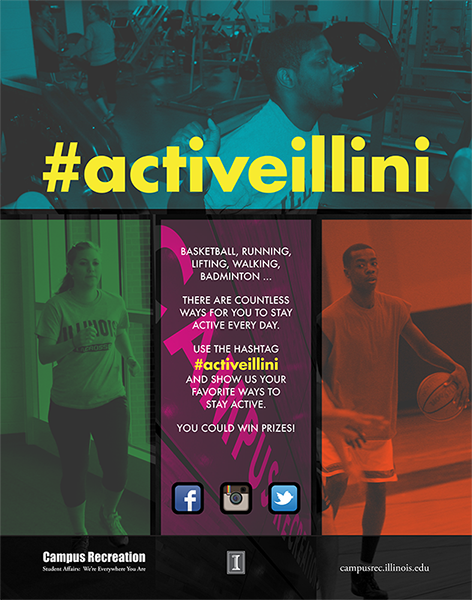 #activeillini
BASKETBALL, RUNNING,
LIFTING, WALKING,
BADMINTON ...
THERE ARE COUNTLESS
WAYS FOR YOU TO STAY
ACTIVE EVERY DAY.
USE THE HASHTAG
#activeillini
AND SHOW US YOUR
FAVORITE WAYS TO
STAY ACTIVE.
YOU COULD WIN PRIZES!
CAMPUS
ILLINOIS
f
Campus Recreation
Student Affairs: We're Everywhere You Are
I
campusrec.illinois.edu